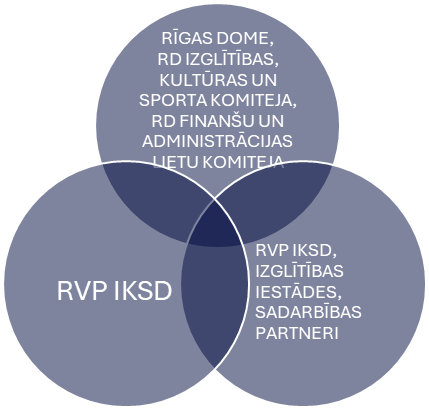 RĪGAS DOME,
RD IZGLĪTĪBAS,
KULTŪRAS UN
SPORTA KOMITEJA,
RD FINANŠU UN
ADMINISTRĀCIJAS
LIETU KOMITEJA
RVP IKSD,
IZGLĪTĪBAS
IESTĀDES,
SADARBĪBAS
PARTNERI
RVP IKSD